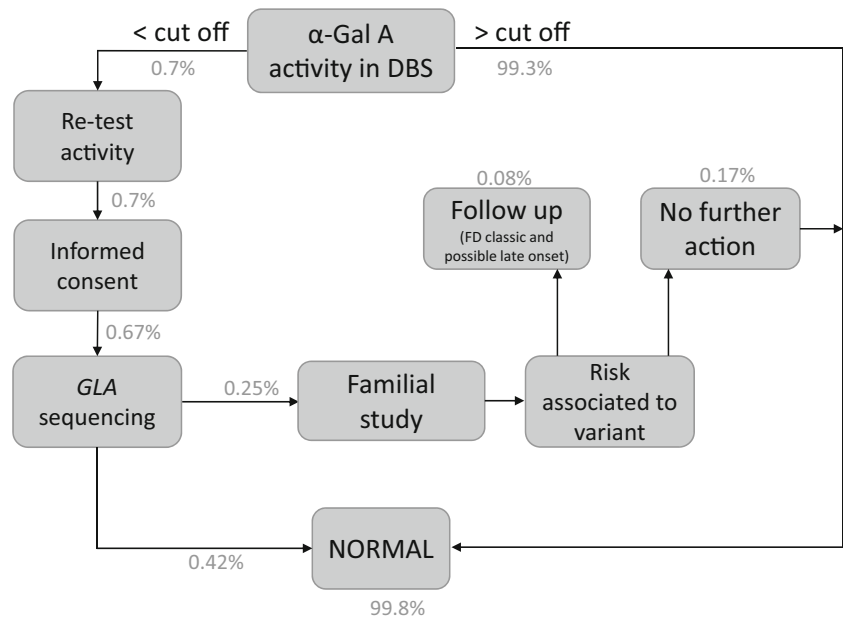 < cut off
α-Gal A
activity in DBS
> cut off
0.7%
99.3%
Re-test
activity
0.7%
Informed
consent
0.67%
0.08%
Follow up
(FD classic and
possible late onset)
0.17%
No further
action
GLA
sequencing
0.25%
Familial
study
Risk
associated to
variant
0.42%
NORMAL
99.8%